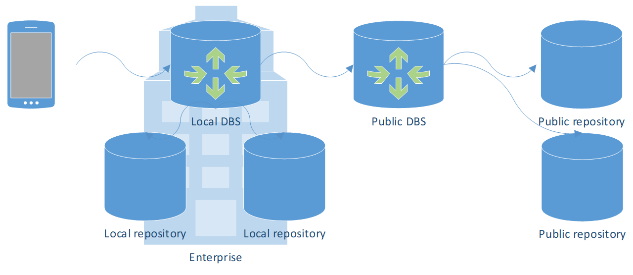 Local DBS
Public DBS
Public repository
Local repository
Local repository
Public repository
Enterprise